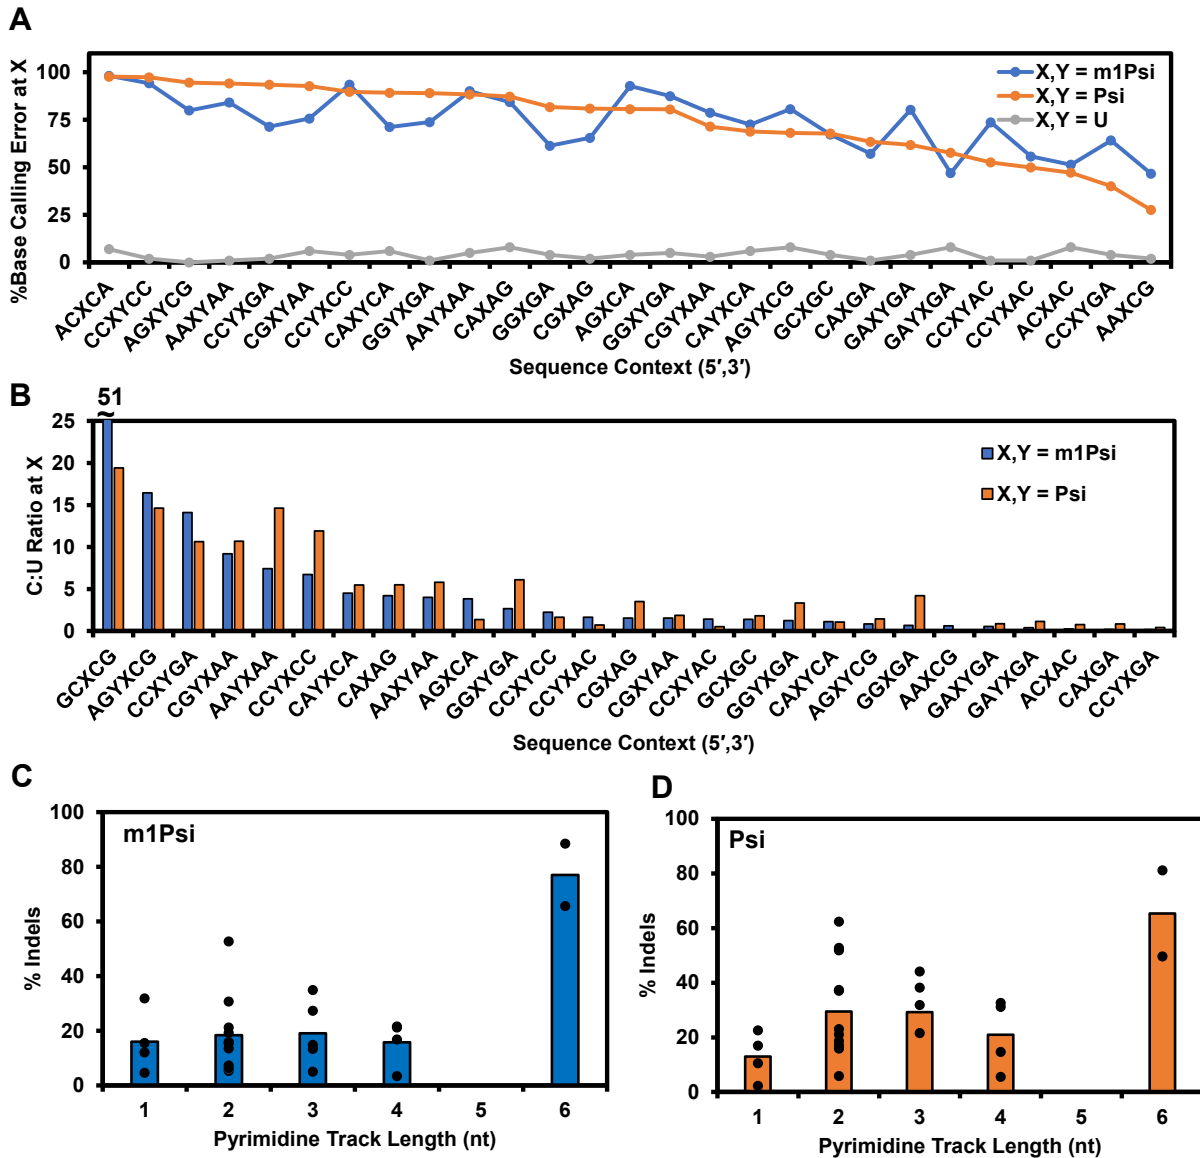 A
%Base Calling Error at X
100
75
50
25
0
X,Y = m1Psi
X,Y = Psi
X,Y = U
ACXCA
CCXYCC
AGXYCG
AAXYAA
CCYXGA
CGXYAA
CCYXCC
CAXYCA
GGYXGA
AAYXAA
CAXAG
GGXGA
CGXAG
AGXCA
GGXYGA
CGYXAA
CAYXCA
AGYXCG
GCXGC
CAXGA
GAXYGA
GAYXGA
CCXYAC
CCYXAC
ACXAC
CCXYGA
AAXCG
Sequence Context (5′,3′)
B
51
~
C:U Ratio at X
25
20
15
10
5
0
X,Y = m1Psi
X,Y = Psi
GCXCG
AGYXCG
CCXYGA
CGYXAA
AAYXAA
CCYXCC
CAYXCA
CAXAG
AAXYAA
AGXCA
GGXYGA
CCXYCC
CCYXAC
CGXAG
CGXYAA
CCXYAC
GCXGC
GGYXGA
CAXYCA
AGXYCG
GGXGA
AAXCG
GAXYGA
GAYXGA
ACXAC
CAXGA
CCYXGA
Sequence Context (5′,3′)
C
m1Psi
% Indels
100
80
60
40
20
0
1 2 3 4 5 6
Pyrimidine Track Length (nt)
D
Psi
% Indels
100
80
60
40
20
0
1 2 3 4 5 6
Pyrimidine Track Length (nt)